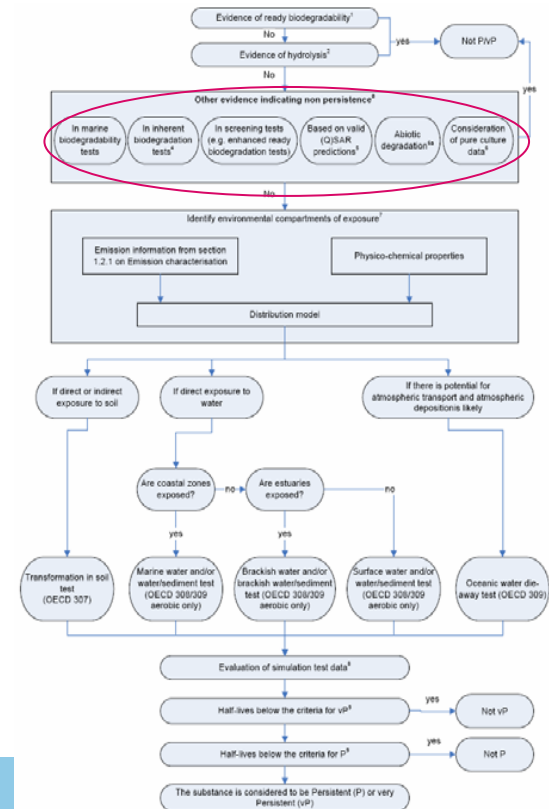 Evidence of ready biodegradability¹
No
yes
Not P/vP
Evidence of hydrolysis²
No
yes
Other evidence indicating non persistence⁸
In marine
biodegradability
tests
In inherent
biodegradation
tests⁴
In screening tests
(e.g. enhanced ready
biodegradation tests)
Based on valid
(Q)SAR
predictions⁵
Abiotic
degradation⁶ᵃ
Consideration
of pure culture
data⁶
No
Identify environmental compartments of exposure⁷
Emission information from section
1.2.1 on Emission characterisation
Physico-chemical properties
Distribution model
If direct or indirect
exposure to soil
If direct exposure to
water
If there is potential for
atmospheric transport and atmospheric
depositionis likely
Are coastal zones
exposed?
no
Are estuaries
exposed?
no
yes
yes
Transformation in soil
test
(OECD 307)
Marine water and/or
water/sediment test
(OECD 308/309
aerobic only)
Brackish water and/or
brackish water/sediment
test (OECD 308/309
aerobic only)
Surface water and/or
water/sediment test
(OECD 308/309
aerobic only)
Oceanic water die-
away test (OECD 309)
Evaluation of simulation test data⁸
Half-lives below the criteria for vP⁹
yes
Not vP
Half-lives below the criteria for P⁹
yes
Not P
The substance is considered to be Persistent (P) or very
Persistent (vP)